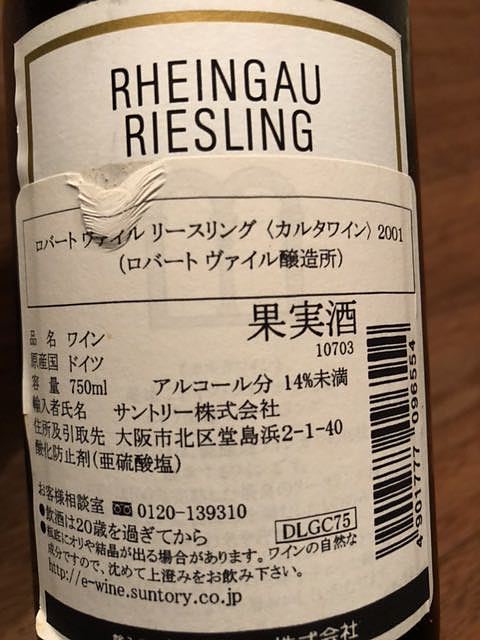 RHEINGAU
RIESLING
ロバート ヴァイル リースリング〈カルタワイン〉2001
(ロバート ヴァイル醸造所)
果実酒
10703
品 名 ワイン
原産国 ドイツ
容 量 750ml アルコール分 14%未満
輸入者氏名 サントリー株式会社
住所及引取先 大阪市北区堂島浜2-1-40
酸化防止剤(亜硫酸塩)
お客様相談室 0120-139310
●飲酒は20歳を過ぎてから
DLGC75
●瓶底にオリや結晶が出る場合があります。ワインの自然な
成分ですので、沈めて上澄みをお飲み下さい。
http://e-wine.suntory.co.jp
4 901777 096554
株式会社